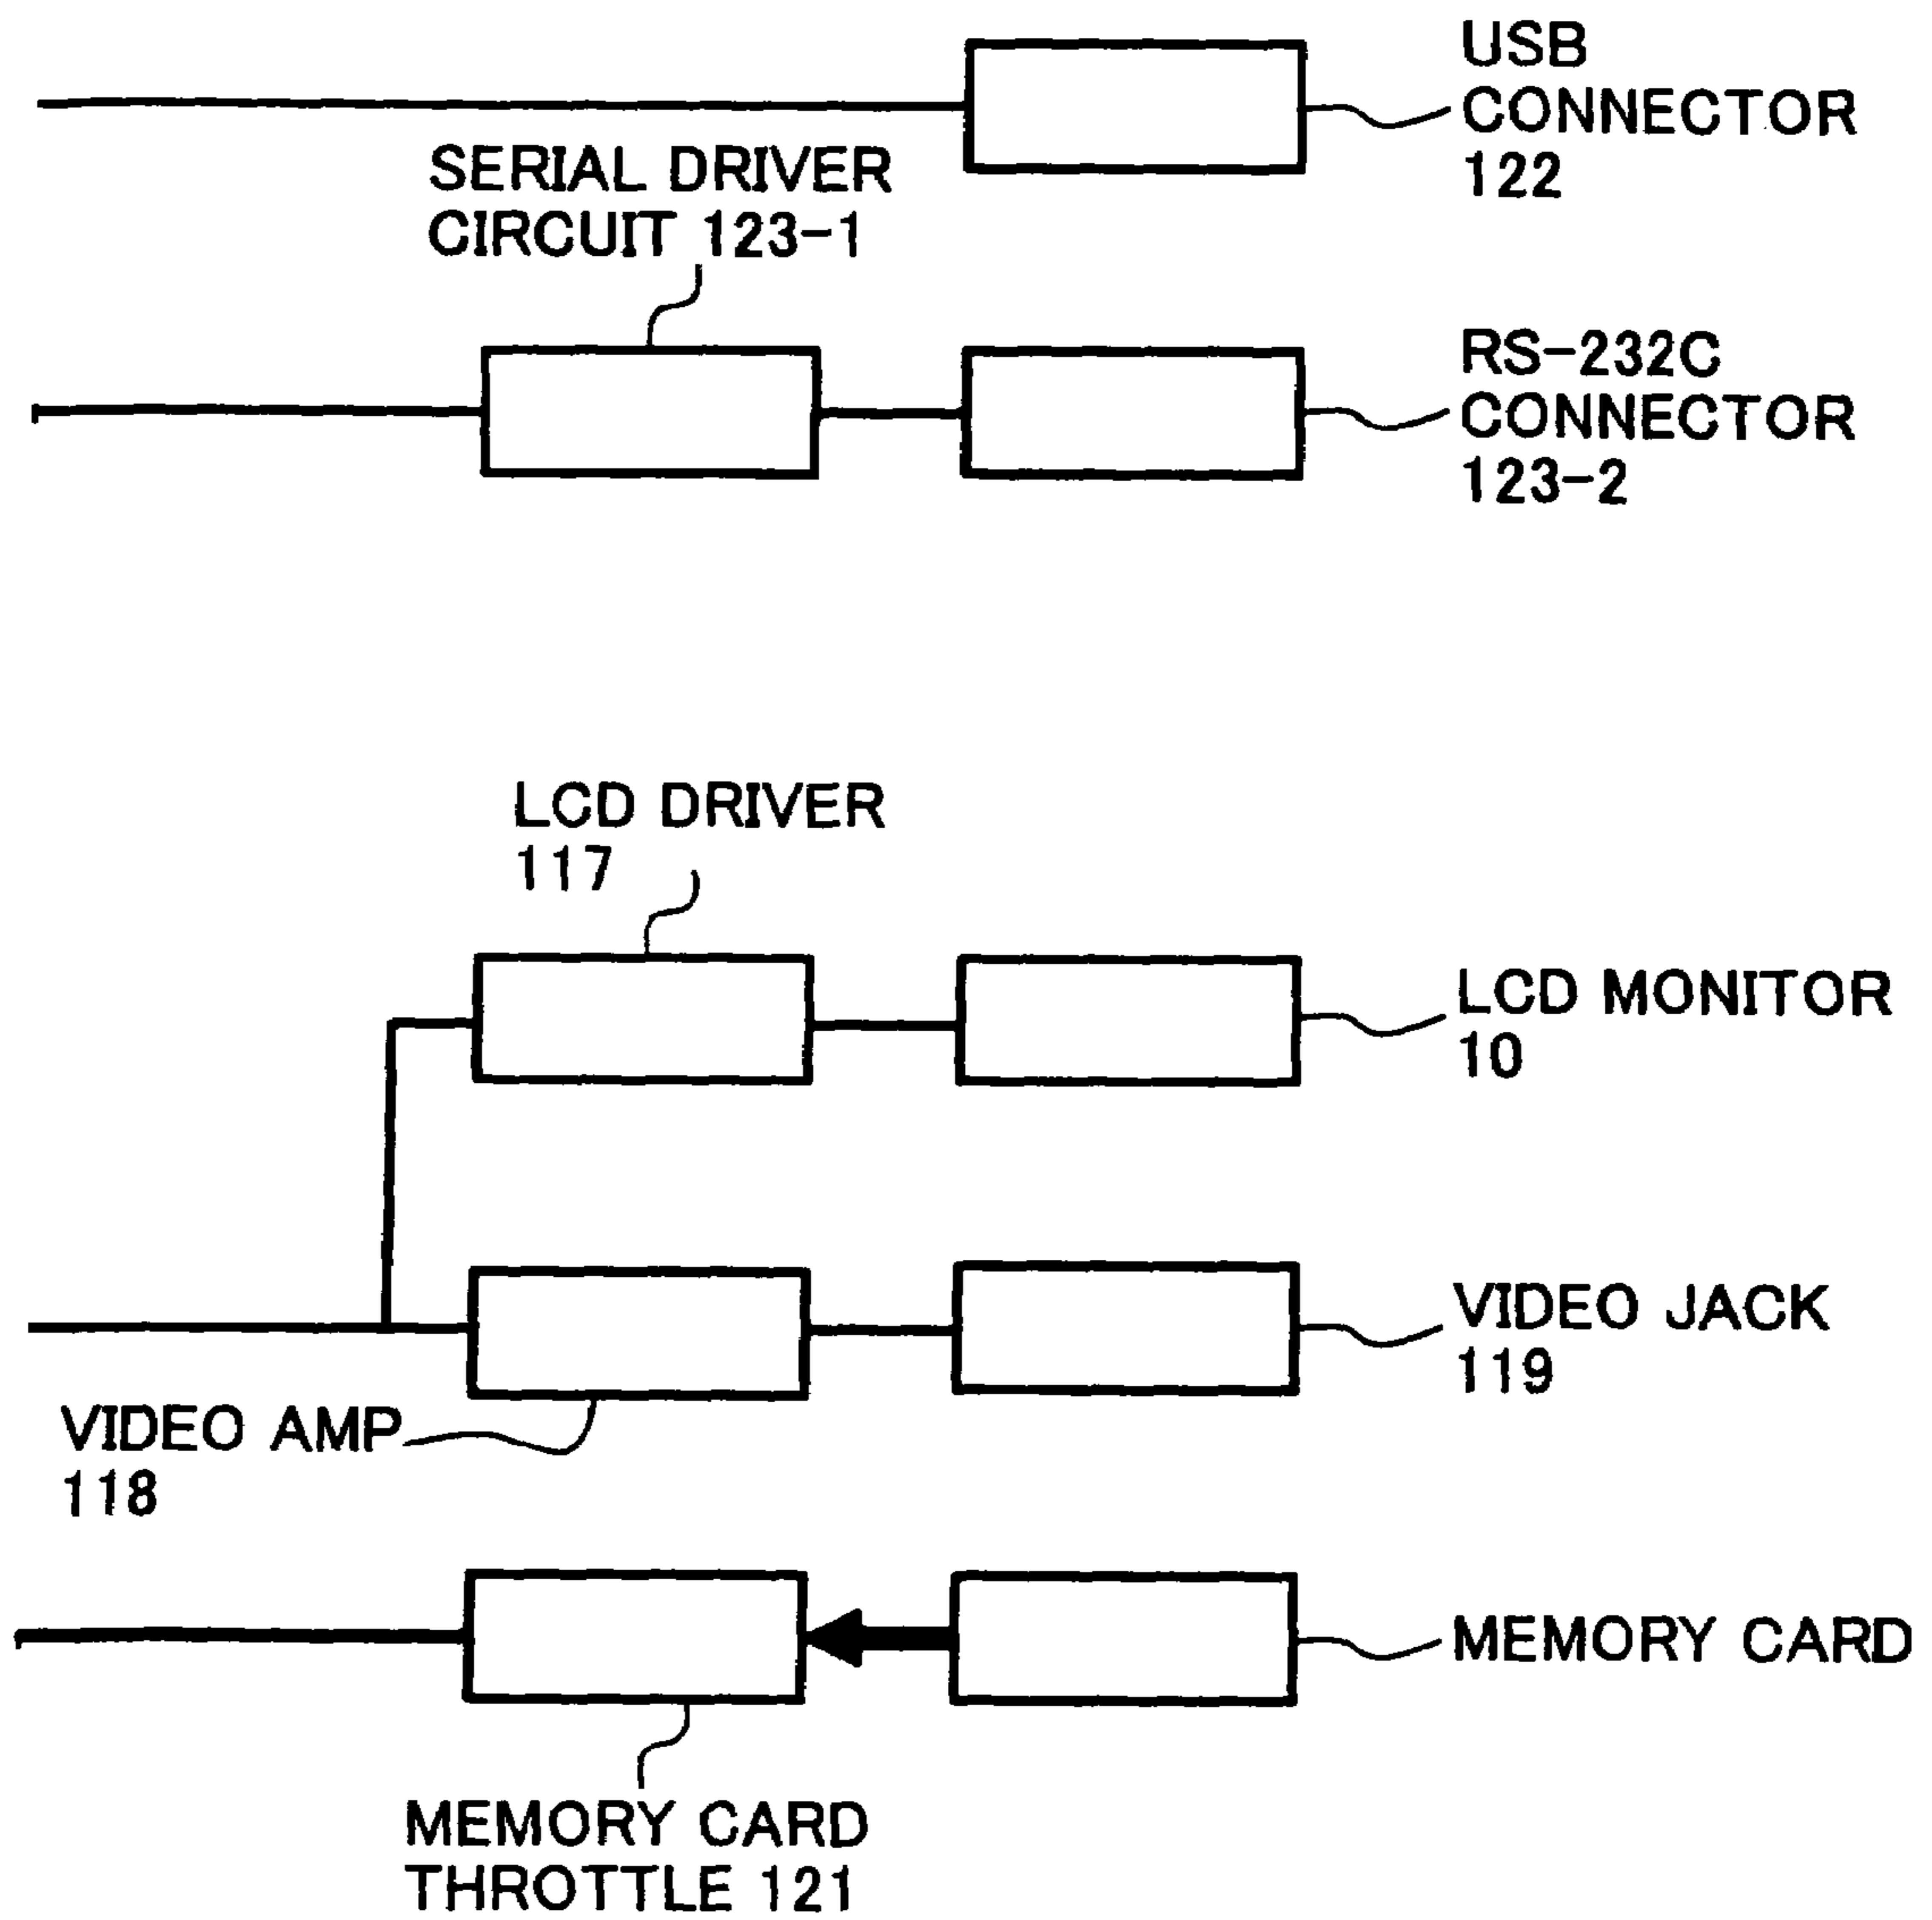 USB
CONNECTOR
122
SERIAL DRIVER
CIRCUIT 123-1
RS-232C
CONNECTOR
123-2
LCD DRIVER
117
LCD MONITOR
10
VIDEO JACK
119
VIDEO AMP
118
MEMORY CARD
MEMORY CARD
THROTTLE 121